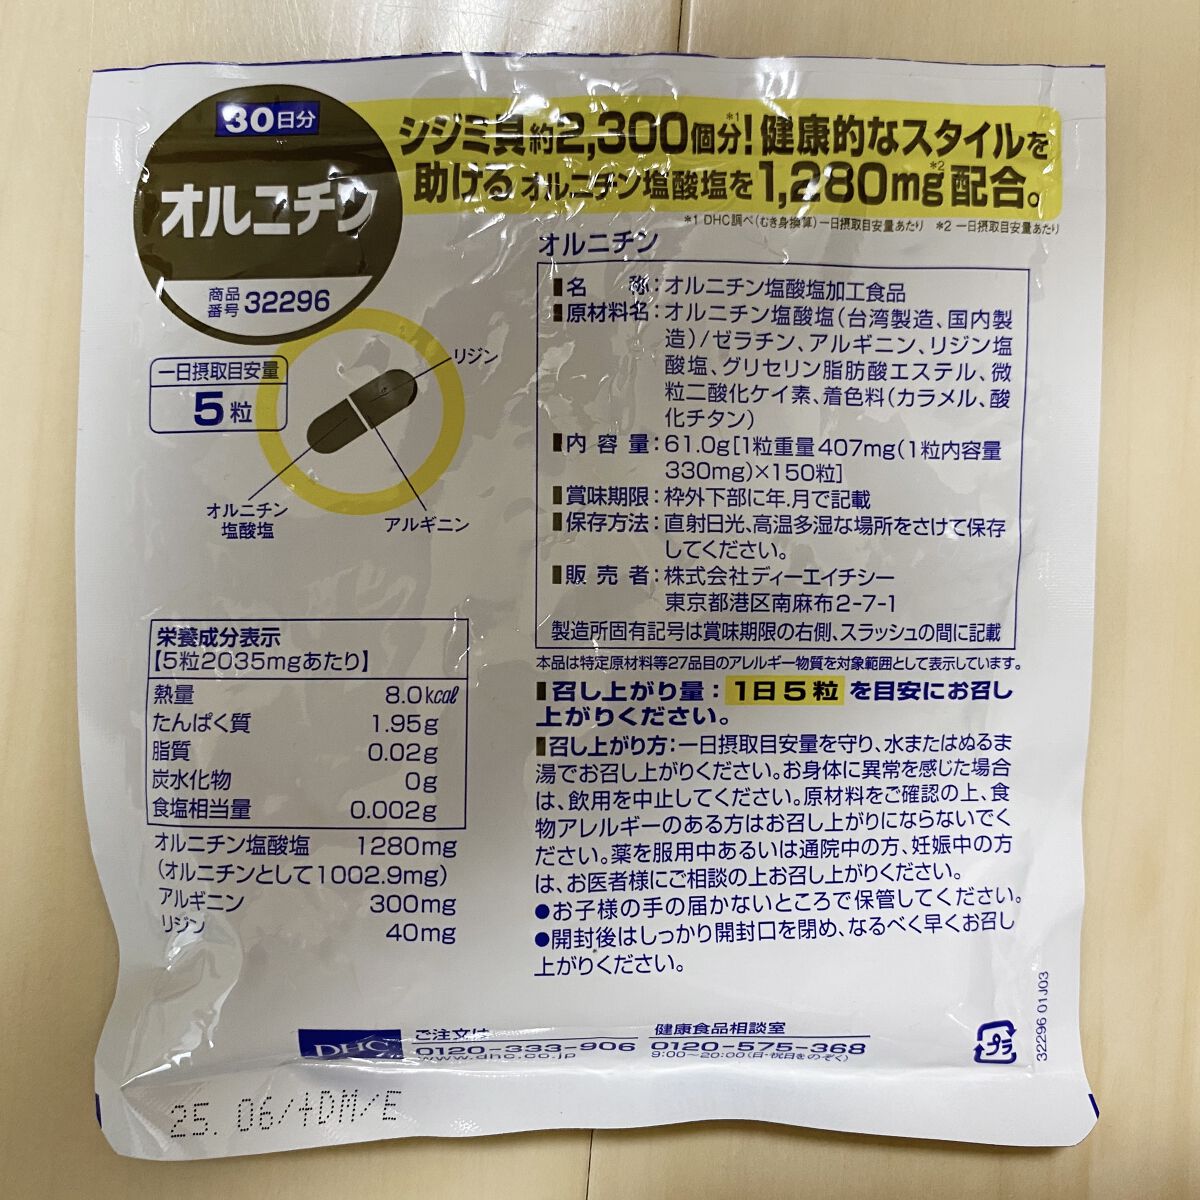 30日分
オルニチン
商品
番号 32296
シジミ貝約2,300個分*1!健康的なスタイルを
助けるオルニチン塩酸塩を1,280mg*2配合。
*1 DHC調べ(むき身換算)一日摂取目安量あたり *2 一日摂取目安量あたり
一日摂取目安量
5粒
リジン
オルニチン
塩酸塩
アルギニン
オルニチン
■名 称:オルニチン塩酸塩加工食品
■原材料名:オルニチン塩酸塩(台湾製造、国内製
造)/ゼラチン、アルギニン、リジン塩
酸塩、グリセリン脂肪酸エステル、微
粒二酸化ケイ素、着色料(カラメル、酸
化チタン)
■内容量:61.0g[1粒重量407mg(1粒内容量
330mg)×150粒]
■賞味期限:枠外下部に年.月で記載
■保存方法:直射日光、高温多湿な場所をさけて保存
してください。
■販売者:株式会社ディーエイチシー
東京都港区南麻布2-7-1
製造所固有記号は賞味期限の右側、スラッシュの間に記載
本品は特定原材料等27品目のアレルギー物質を対象範囲として表示しています。
■召し上がり量:1日5粒を目安にお召し
上がりください。
■召し上がり方:一日摂取目安量を守り、水またはぬるま
湯でお召し上がりください。お身体に異常を感じた場合
は、飲用を中止してください。原材料をご確認の上、食
物アレルギーのある方はお召し上がりにならないでく
ださい。薬を服用中あるいは通院中の方、妊娠中の方
は、お医者様にご相談の上お召し上がりください。
●お子様の手の届かないところで保管してください。
●開封後はしっかり開封口を閉め、なるべく早くお召し
上がりください。
栄養成分表示
【5粒2035mgあたり】
熱量 8.0kcal
たんぱく質 1.95g
脂質 0.02g
炭水化物 0g
食塩相当量 0.002g
オルニチン塩酸塩 1280mg
(オルニチンとして1002.9mg)
アルギニン 300mg
リジン 40mg
DHC
ご注文は
0120-333-906
www.dhc.co.jp
健康食品相談室
0120-575-368
9:00〜20:00(日・祝日をのぞく)
プラ
32296 01J03
25.06/+DM/E